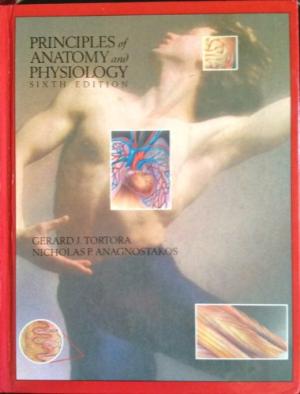 PRINCIPLES of
ANATOMY and
PHYSIOLOGY
SIXTH EDITION
GERARD J. TORTORA
NICHOLAS P. ANAGNOSTAKOS